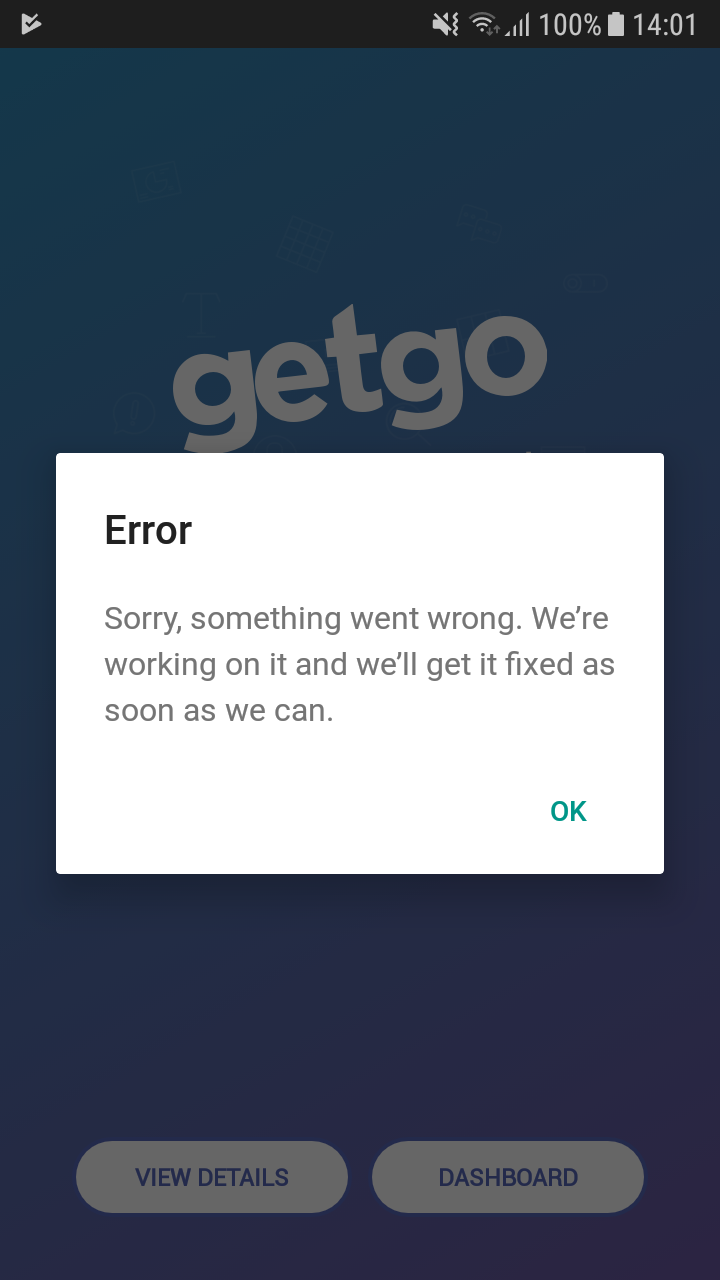 100% 14:01
getgo
Error
Sorry, something went wrong. We’re
working on it and we’ll get it fixed as
soon as we can.
OK
VIEW DETAILS
DASHBOARD